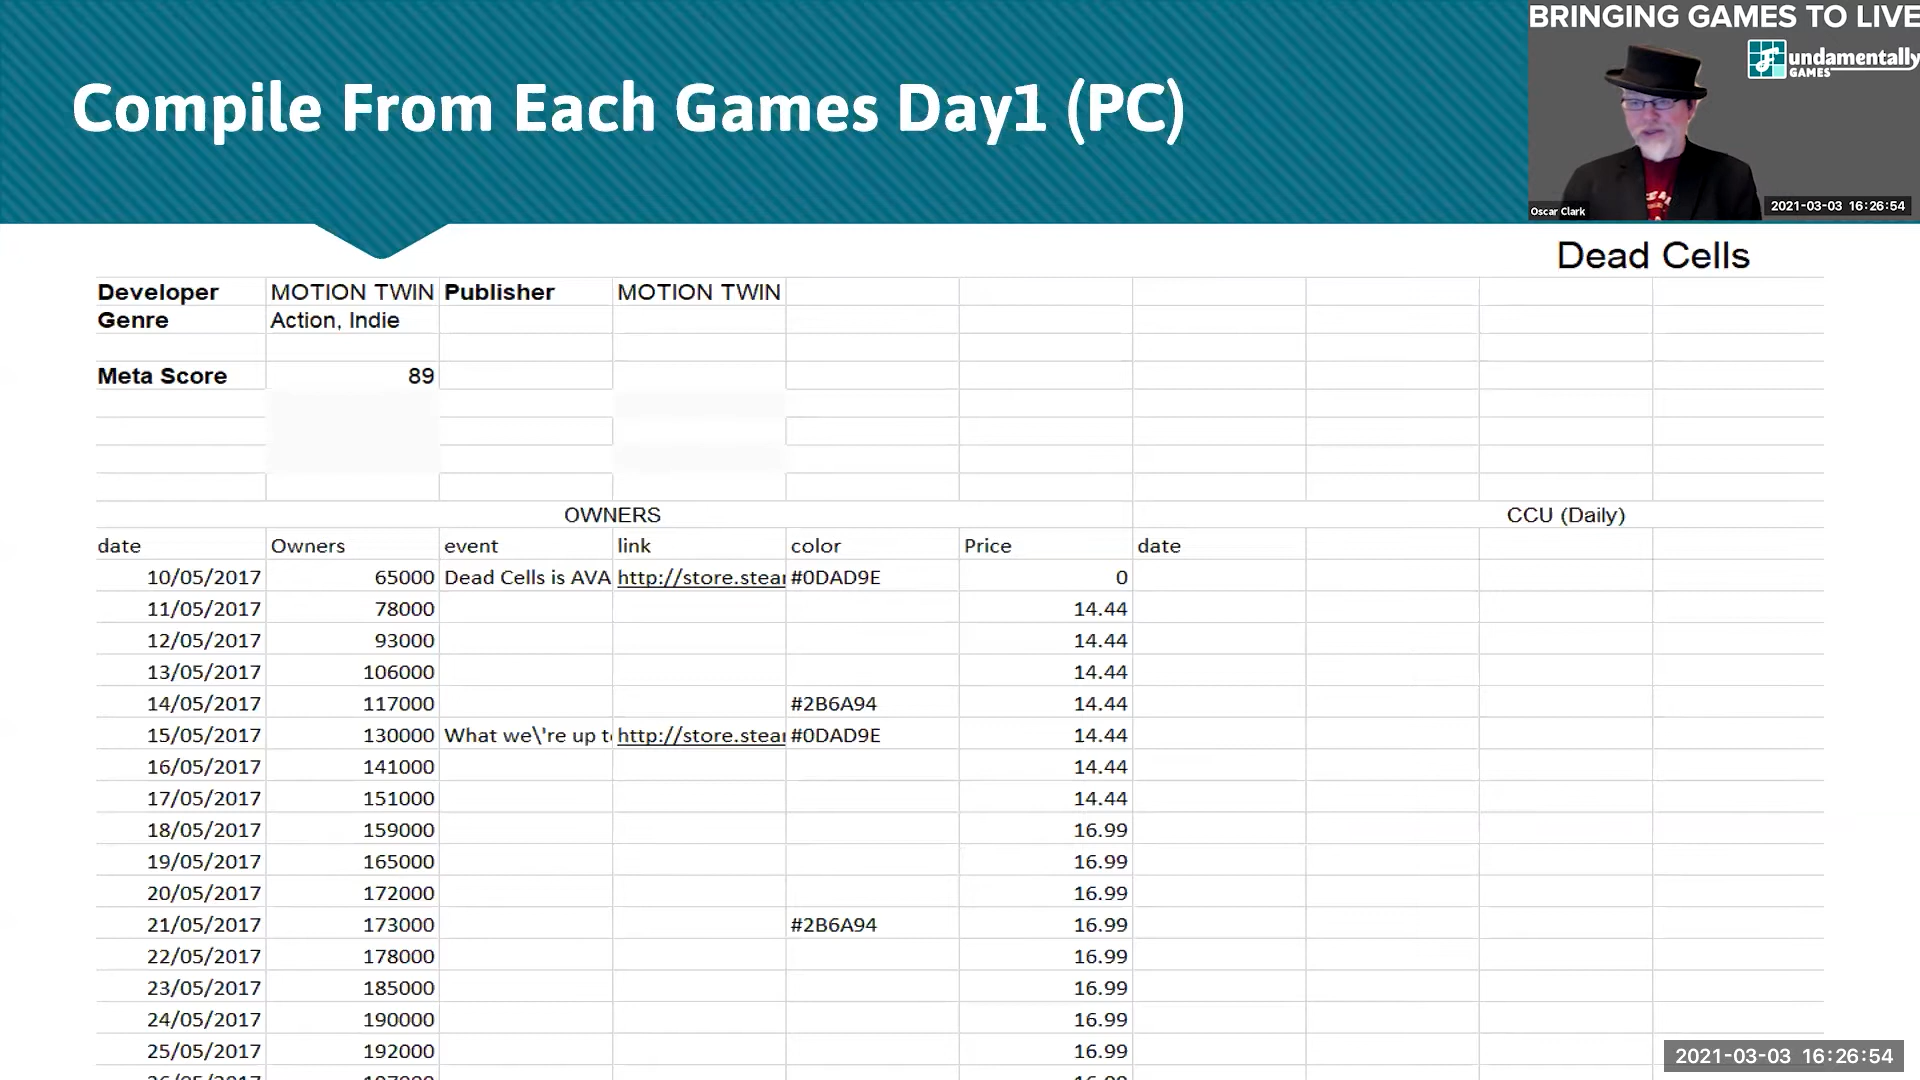 BRINGING GAMES TO LIVE
undamentally
GAMES
Compile From Each Games Day1 (PC)
Oscar Clark
2021-03-03 16:26:54
Dead Cells
Developer MOTION TWIN Publisher MOTION TWIN
Genre Action, Indie
Meta Score 89
OWNERS CCU (Daily)
date Owners event link color Price date
10/05/2017 65000 Dead Cells is AVA http://store.stear #0DAD9E 0
11/05/2017 78000 14.44
12/05/2017 93000 14.44
13/05/2017 106000 14.44
14/05/2017 117000 #2B6A94 14.44
15/05/2017 130000 What we\'re up to http://store.stear #0DAD9E 14.44
16/05/2017 141000 14.44
17/05/2017 151000 14.44
18/05/2017 159000 16.99
19/05/2017 165000 16.99
20/05/2017 172000 16.99
21/05/2017 173000 #2B6A94 16.99
22/05/2017 178000 16.99
23/05/2017 185000 16.99
24/05/2017 190000 16.99
25/05/2017 192000 16.99
2021-03-03 16:26:54